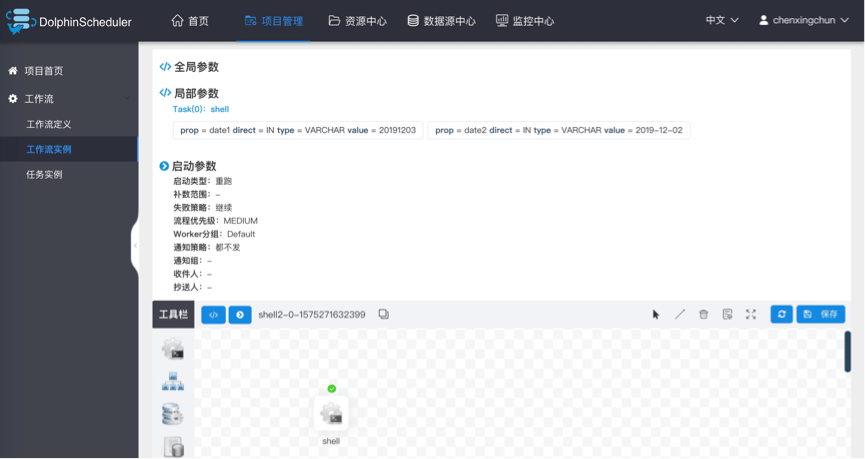 DolphinScheduler 首页 项目管理 资源中心 数据源中心 监控中心 中文 chenxingchun
项目首页
工作流
工作流定义
工作流实例
任务实例
全局参数
局部参数
Task(0)：shell
prop = date1 direct = IN type = VARCHAR value = 20191203 prop = date2 direct = IN type = VARCHAR value = 2019-12-02
启动参数
启动类型：重跑
补数范围：-
失败策略：继续
流程优先级：MEDIUM
Worker分组：Default
通知策略：都不发
通知组：-
收件人：-
抄送人：-
工具栏 shell2-0-1575271632399 保存
shell